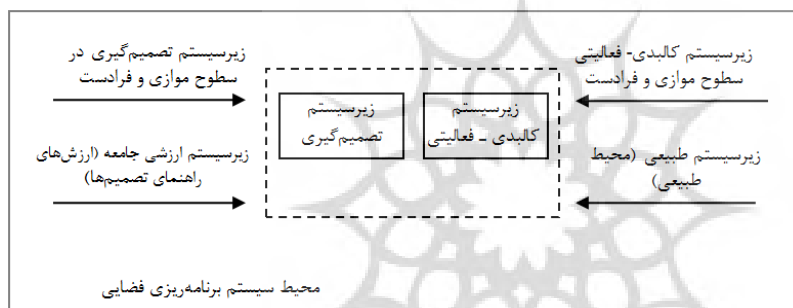 زیرسیستم کالبدی- فعالیتی
سطوح موازی و فرادست
زیرسیستم تصمیم‌گیری در
سطوح موازی و فرادست
زیرسیستم
کالبدی ـ فعالیتی
زیرسیستم
تصمیم‌گیری
زیرسیستم طبیعی (محیط
طبیعی)
زیرسیستم ارزشی جامعه (ارزش‌های
راهنمای تصمیم‌ها)
محیط سیستم برنامه‌ریزی فضایی